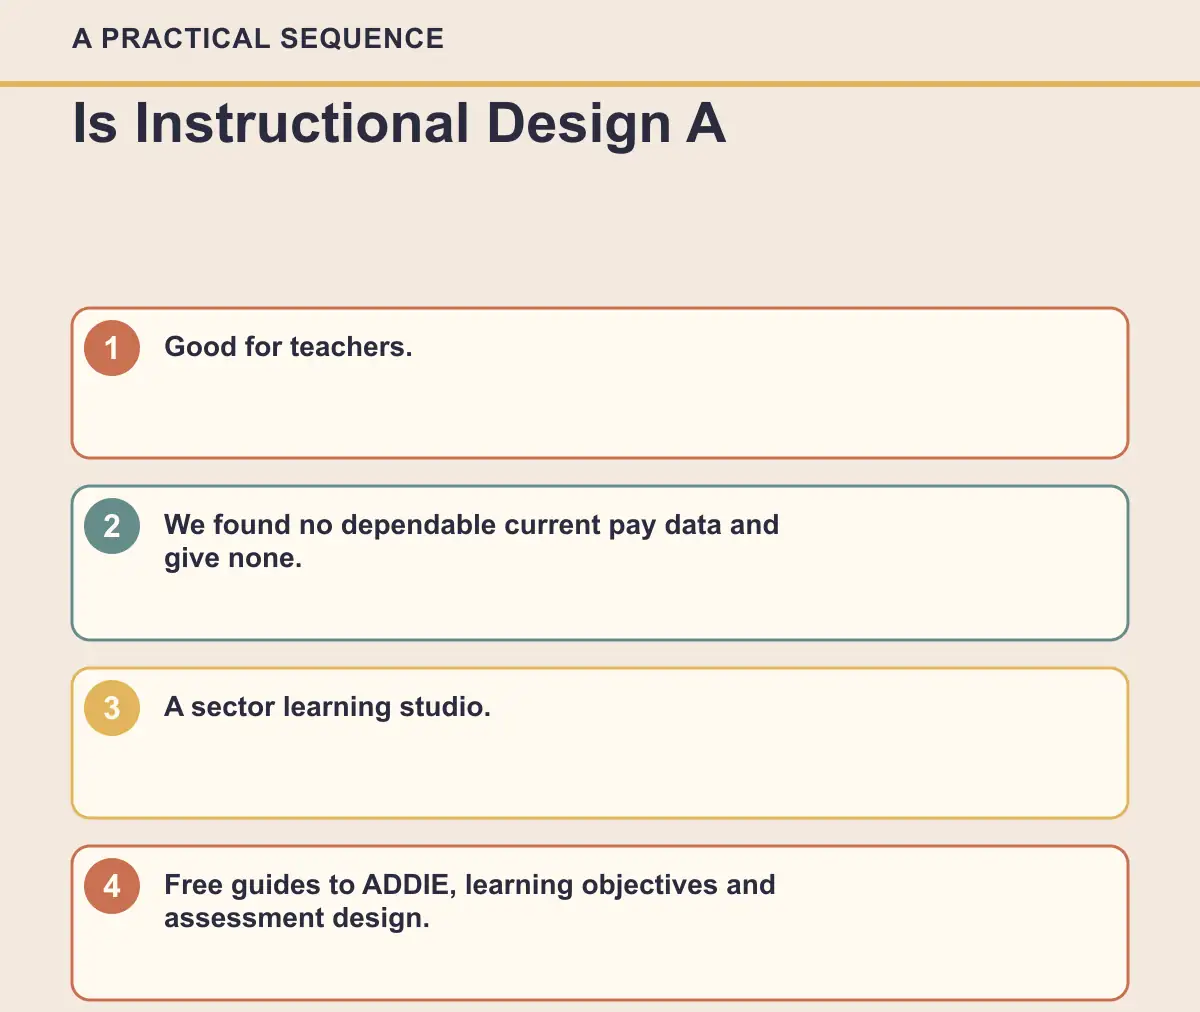 A PRACTICAL SEQUENCE
Is Instructional Design A
1
Good for teachers.
2
We found no dependable current pay data and
give none.
3
A sector learning studio.
4
Free guides to ADDIE, learning objectives and
assessment design.